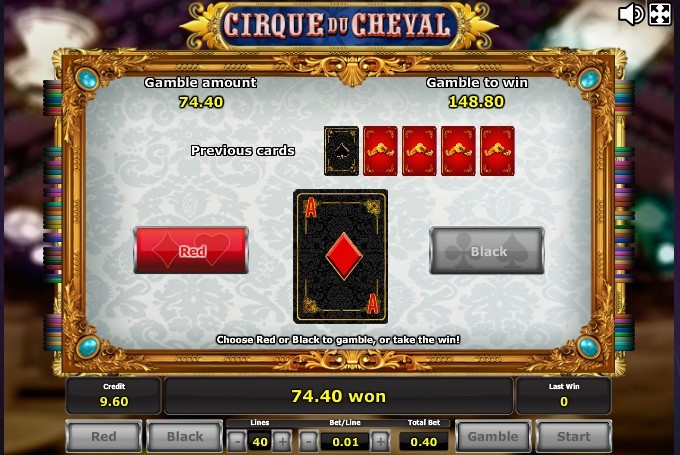 CIRQUE DU CHEVAL
Gamble amount
74.40
Gamble to win
148.80
Previous cards
A
Red
Black
A
Choose Red or Black to gamble, or take the win!
Credit
9.60
74.40 won
Last Win
0
Red
Black
Lines
- 40 +
Bet/Line
- 0.01 +
Total Bet
0.40
Gamble
Start